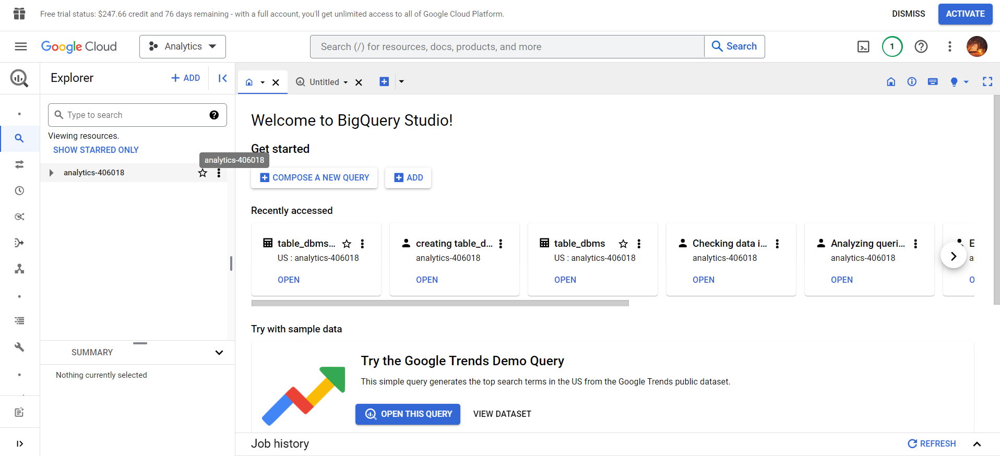 Free trial status: $247.66 credit and 76 days remaining - with a full account, you'll get unlimited access to all of Google Cloud Platform.
DISMISS
ACTIVATE
Google Cloud
Analytics
Search (/) for resources, docs, products, and more
Search
1
Explorer
+ ADD
Untitled
Type to search
Viewing resources.
SHOW STARRED ONLY
analytics-406018
analytics-406018
Welcome to BigQuery Studio!
Get started
COMPOSE A NEW QUERY
ADD
Recently accessed
table_dbms...
US : analytics-406018
OPEN
creating table_d...
analytics-406018
OPEN
table_dbms
US : analytics-406018
OPEN
Checking data i...
analytics-406018
OPEN
Analyzing queri...
analytics-406018
OPEN
E
a
O
Try with sample data
Try the Google Trends Demo Query
This simple query generates the top search terms in the US from the Google Trends public dataset.
OPEN THIS QUERY
VIEW DATASET
SUMMARY
Nothing currently selected
Job history
REFRESH